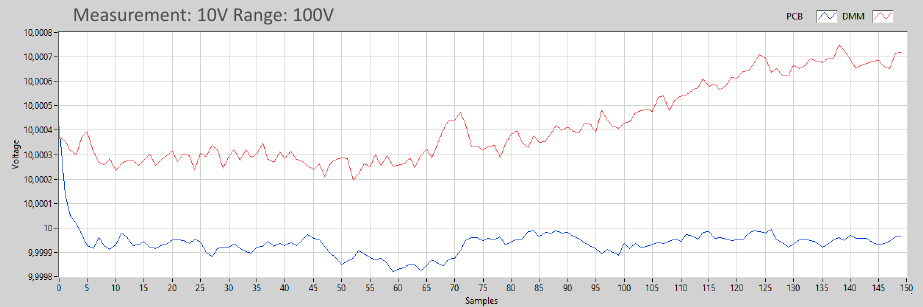 Measurement: 10V Range: 100V
PCB DMM
10,0008
10,0007
10,0006
10,0005
10,0004
10,0003
10,0002
10,0001
10
9,9999
9,9998
Voltage
0 5 10 15 20 25 30 35 40 45 50 55 60 65 70 75 80 85 90 95 100 105 110 115 120 125 130 135 140 145 150
Samples